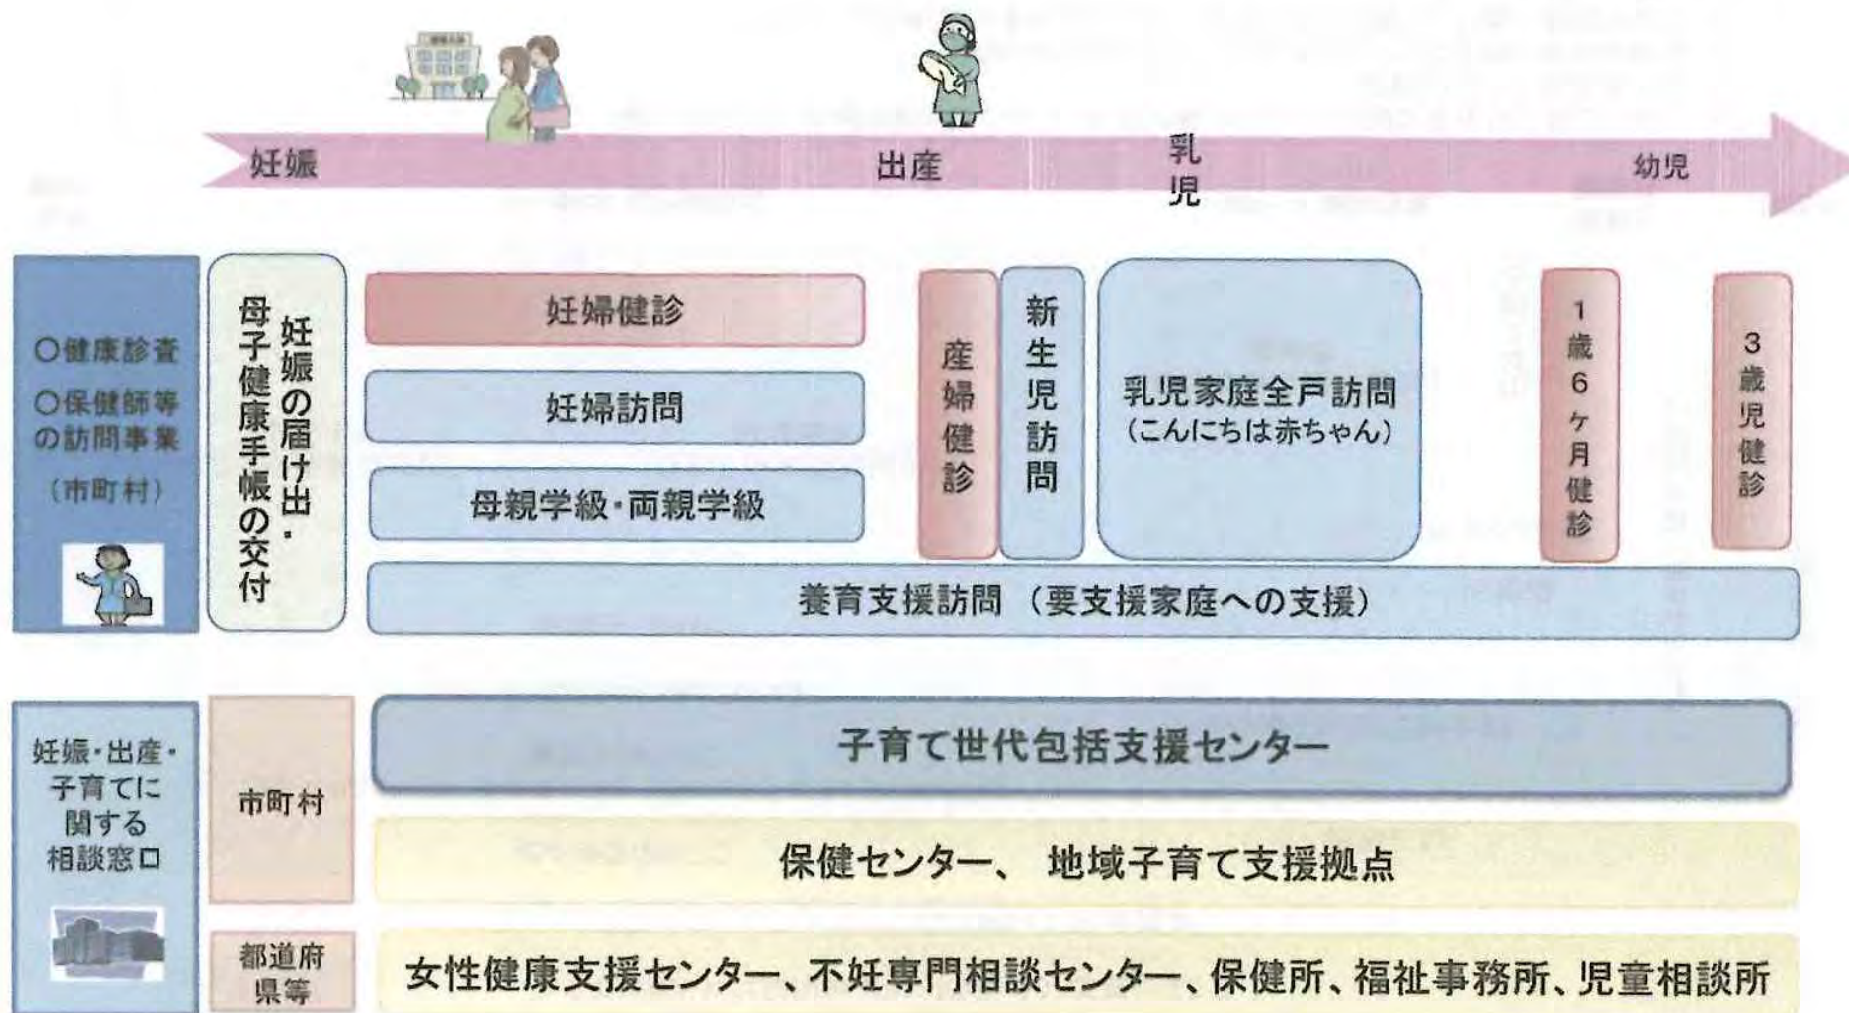 妊娠
出産
乳
児
幼児
○健康診査
○保健師等
の訪問事業
(市町村)
妊娠の届け出・
母子健康手帳の交付
妊婦健診
妊婦訪問
母親学級・両親学級
産婦健診
新生児訪問
乳児家庭全戸訪問
(こんにちは赤ちゃん)
1歳6ヶ月健診
3歳児健診
養育支援訪問 (要支援家庭への支援)
妊娠・出産・
子育てに
関する
相談窓口
市町村
子育て世代包括支援センター
保健センター、 地域子育て支援拠点
都道府
県等
女性健康支援センター、不妊専門相談センター、保健所、福祉事務所、児童相談所